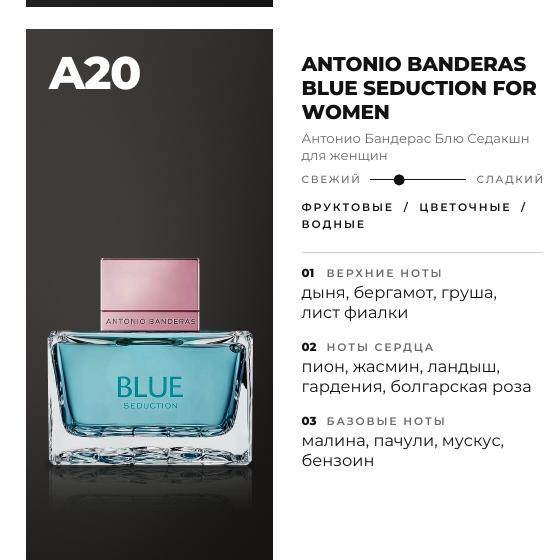 A20
ANTONIO BANDERAS
BLUE SEDUCTION FOR
WOMEN
Антонио Бандерас Блю Седакшн
для женщин
СВЕЖИЙ СЛАДКИЙ
ФРУКТОВЫЕ / ЦВЕТОЧНЫЕ /
ВОДНЫЕ
01 ВЕРХНИЕ НОТЫ
дыня, бергамот, груша,
лист фиалки
02 НОТЫ СЕРДЦА
пион, жасмин, ландыш,
гардения, болгарская роза
03 БАЗОВЫЕ НОТЫ
малина, пачули, мускус,
бензоин
ANTONIO BANDERAS
BLUE
SEDUCTION